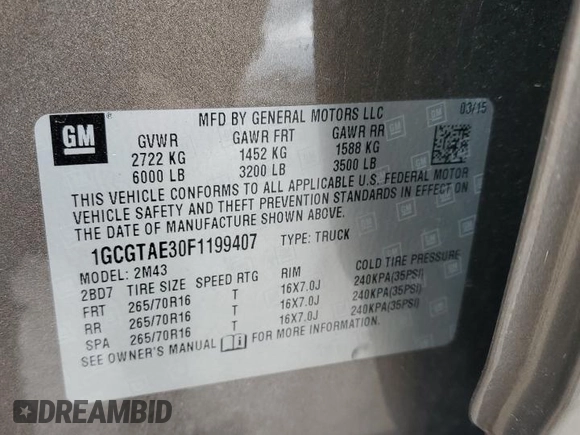 MFD BY GENERAL MOTORS LLC 03/15
GM
GVWR GAWR FRT GAWR RR
2722 KG 1452 KG 1588 KG
6000 LB 3200 LB 3500 LB
THIS VEHICLE CONFORMS TO ALL APPLICABLE U.S. FEDERAL MOTOR
VEHICLE SAFETY AND THEFT PREVENTION STANDARDS IN EFFECT ON
THE DATE OF MANUFACTURE SHOWN ABOVE.
1GCGTAE30F1199407 TYPE: TRUCK
MODEL: 2M43
2BD7 TIRE SIZE SPEED RTG RIM COLD TIRE PRESSURE
FRT 265/70R16 T 16X7.0J 240KPA(35PSI)
RR 265/70R16 T 16X7.0J 240KPA(35PSI)
SPA 265/70R16 T 16X7.0J 240KPA(35PSI)
SEE OWNER'S MANUAL FOR MORE INFORMATION.
DREAMBID